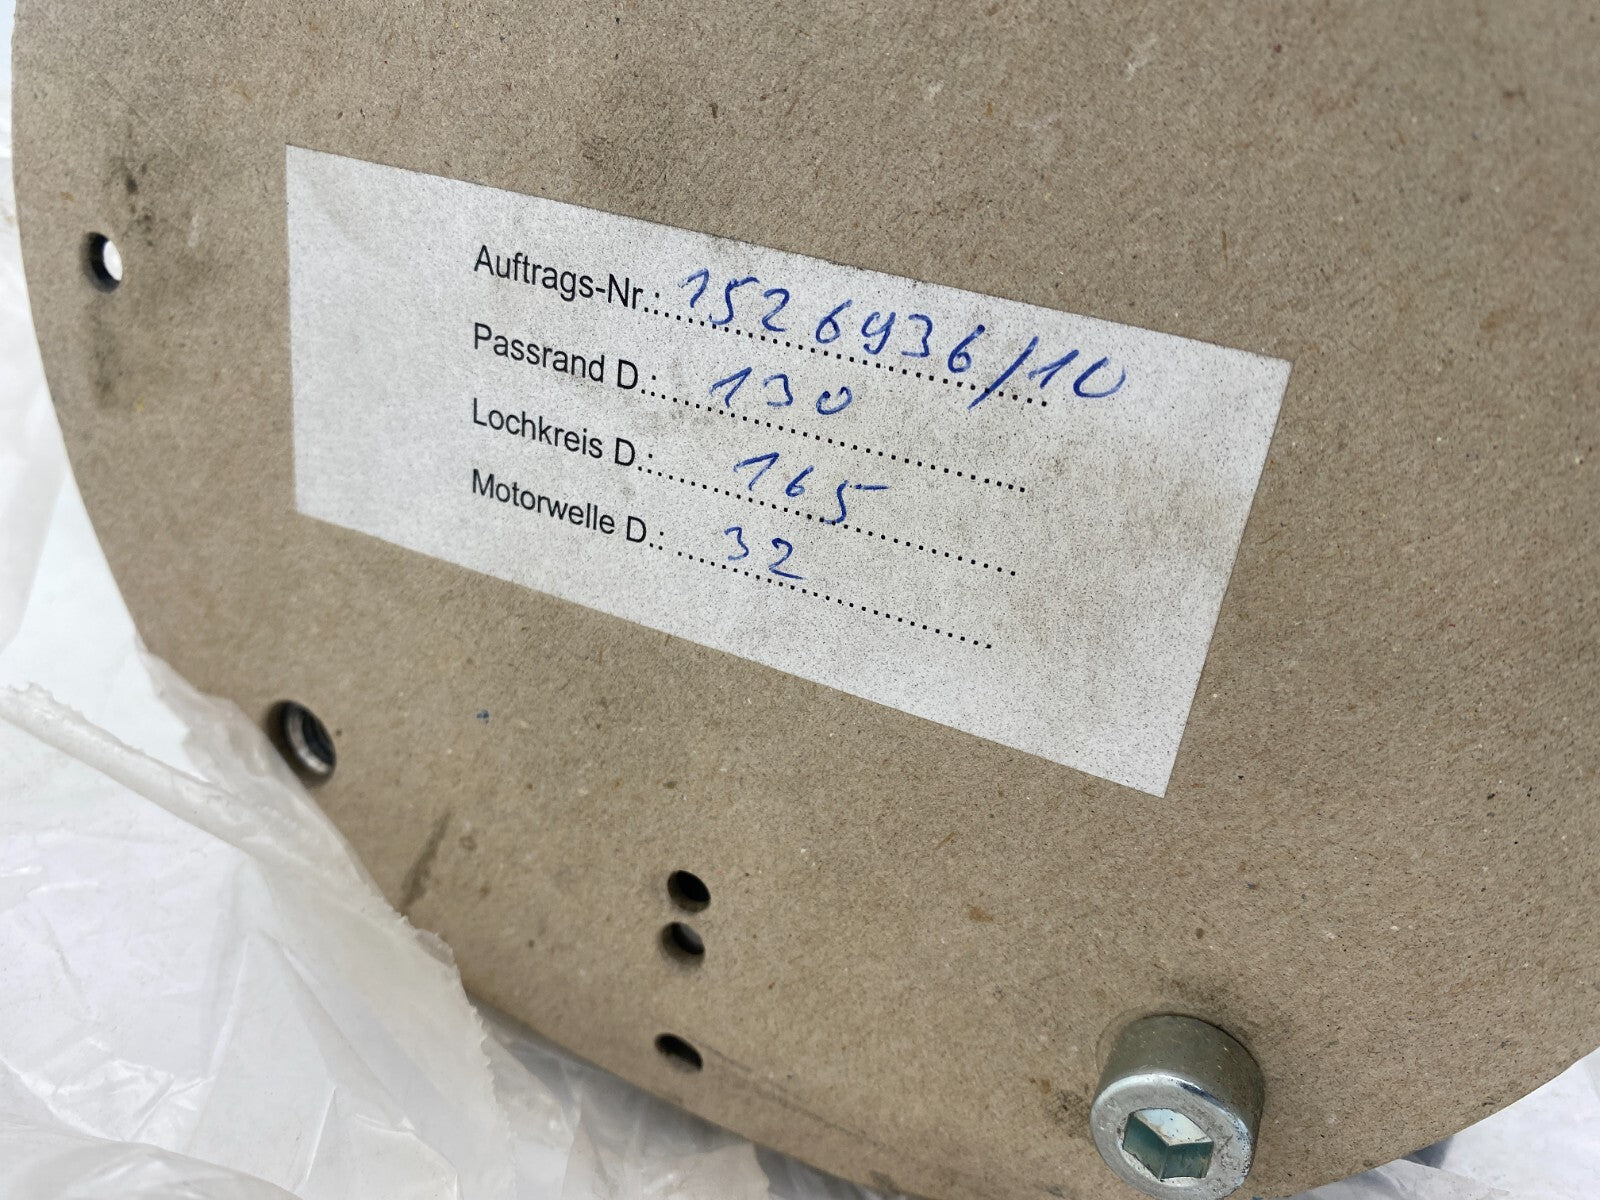 Auftrags-Nr.: 1526936/10
Passrand D.: 130
Lochkreis D.: 165
Motorwelle D.: 32